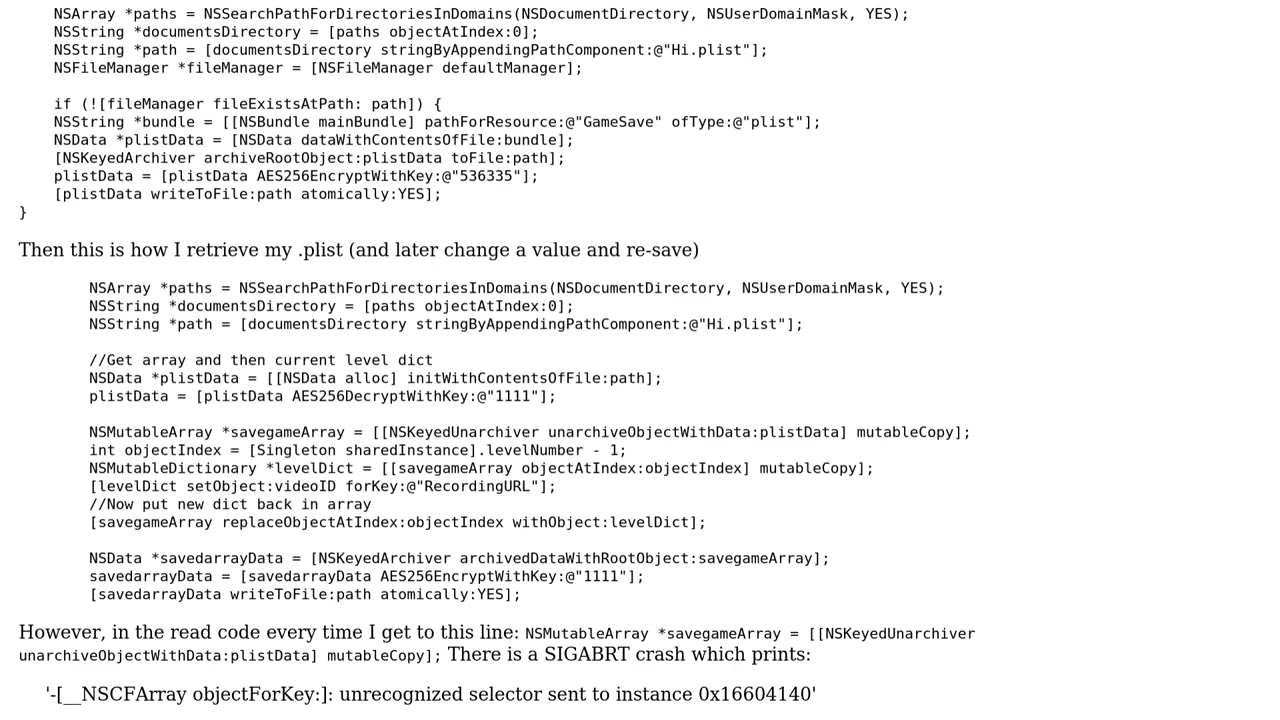 NSArray *paths = NSSearchPathForDirectoriesInDomains(NSDocumentDirectory, NSUserDomainMask, YES);
NSString *documentsDirectory = [paths objectAtIndex:0];
NSString *path = [documentsDirectory stringByAppendingPathComponent:@"Hi.plist"];
NSFileManager *fileManager = [NSFileManager defaultManager];
if (![fileManager fileExistsAtPath: path]) {
NSString *bundle = [[NSBundle mainBundle] pathForResource:@"GameSave" ofType:@"plist"];
NSData *plistData = [NSData dataWithContentsOfFile:bundle];
[NSKeyedArchiver archiveRootObject:plistData toFile:path];
plistData = [plistData AES256EncryptWithKey:@"536335"];
[plistData writeToFile:path atomically:YES];
}
Then this is how I retrieve my .plist (and later change a value and re-save)
NSArray *paths = NSSearchPathForDirectoriesInDomains(NSDocumentDirectory, NSUserDomainMask, YES);
NSString *documentsDirectory = [paths objectAtIndex:0];
NSString *path = [documentsDirectory stringByAppendingPathComponent:@"Hi.plist"];
//Get array and then current level dict
NSData *plistData = [[NSData alloc] initWithContentsOfFile:path];
plistData = [plistData AES256DecryptWithKey:@"1111"];
NSMutableArray *savegameArray = [[NSKeyedUnarchiver unarchiveObjectWithData:plistData] mutableCopy];
int objectIndex = [Singleton sharedInstance].levelNumber - 1;
NSMutableDictionary *levelDict = [[savegameArray objectAtIndex:objectIndex] mutableCopy];
[levelDict setObject:videoID forKey:@"RecordingURL"];
//Now put new dict back in array
[savegameArray replaceObjectAtIndex:objectIndex withObject:levelDict];
NSData *savedarrayData = [NSKeyedArchiver archivedDataWithRootObject:savegameArray];
savedarrayData = [savedarrayData AES256EncryptWithKey:@"1111"];
[savedarrayData writeToFile:path atomically:YES];
However, in the read code every time I get to this line: NSMutableArray *savegameArray = [[NSKeyedUnarchiver
unarchiveObjectWithData:plistData] mutableCopy]; There is a SIGABRT crash which prints:
'-[__NSCFArray objectForKey:]: unrecognized selector sent to instance 0x16604140'